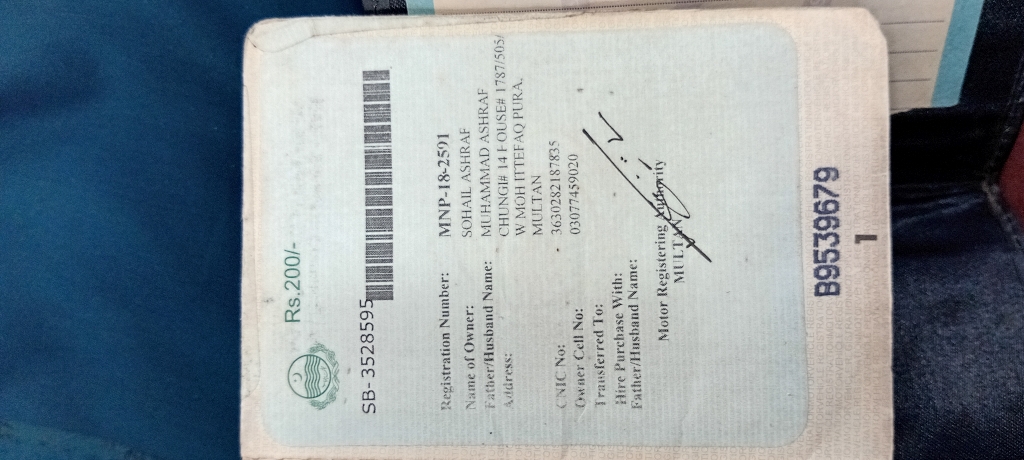 Rs.200/-
SB-3528595
Registration Number: MNP-18-2591
Name of Owner: SOHAIL ASHRAF
Father/Husband Name: MUHAMMAD ASHRAF
Address: CHUNGI# 14 HOUSE# 1787/505/
W MOH ITTEFAQ PURA.
MULTAN
CNIC No: 3630282187835
Owner Cell No: 03077459020
Transferred To:
Hire Purchase With:
Father/Husband Name:
Motor Registering Authority
MULTAN
B9539679
1